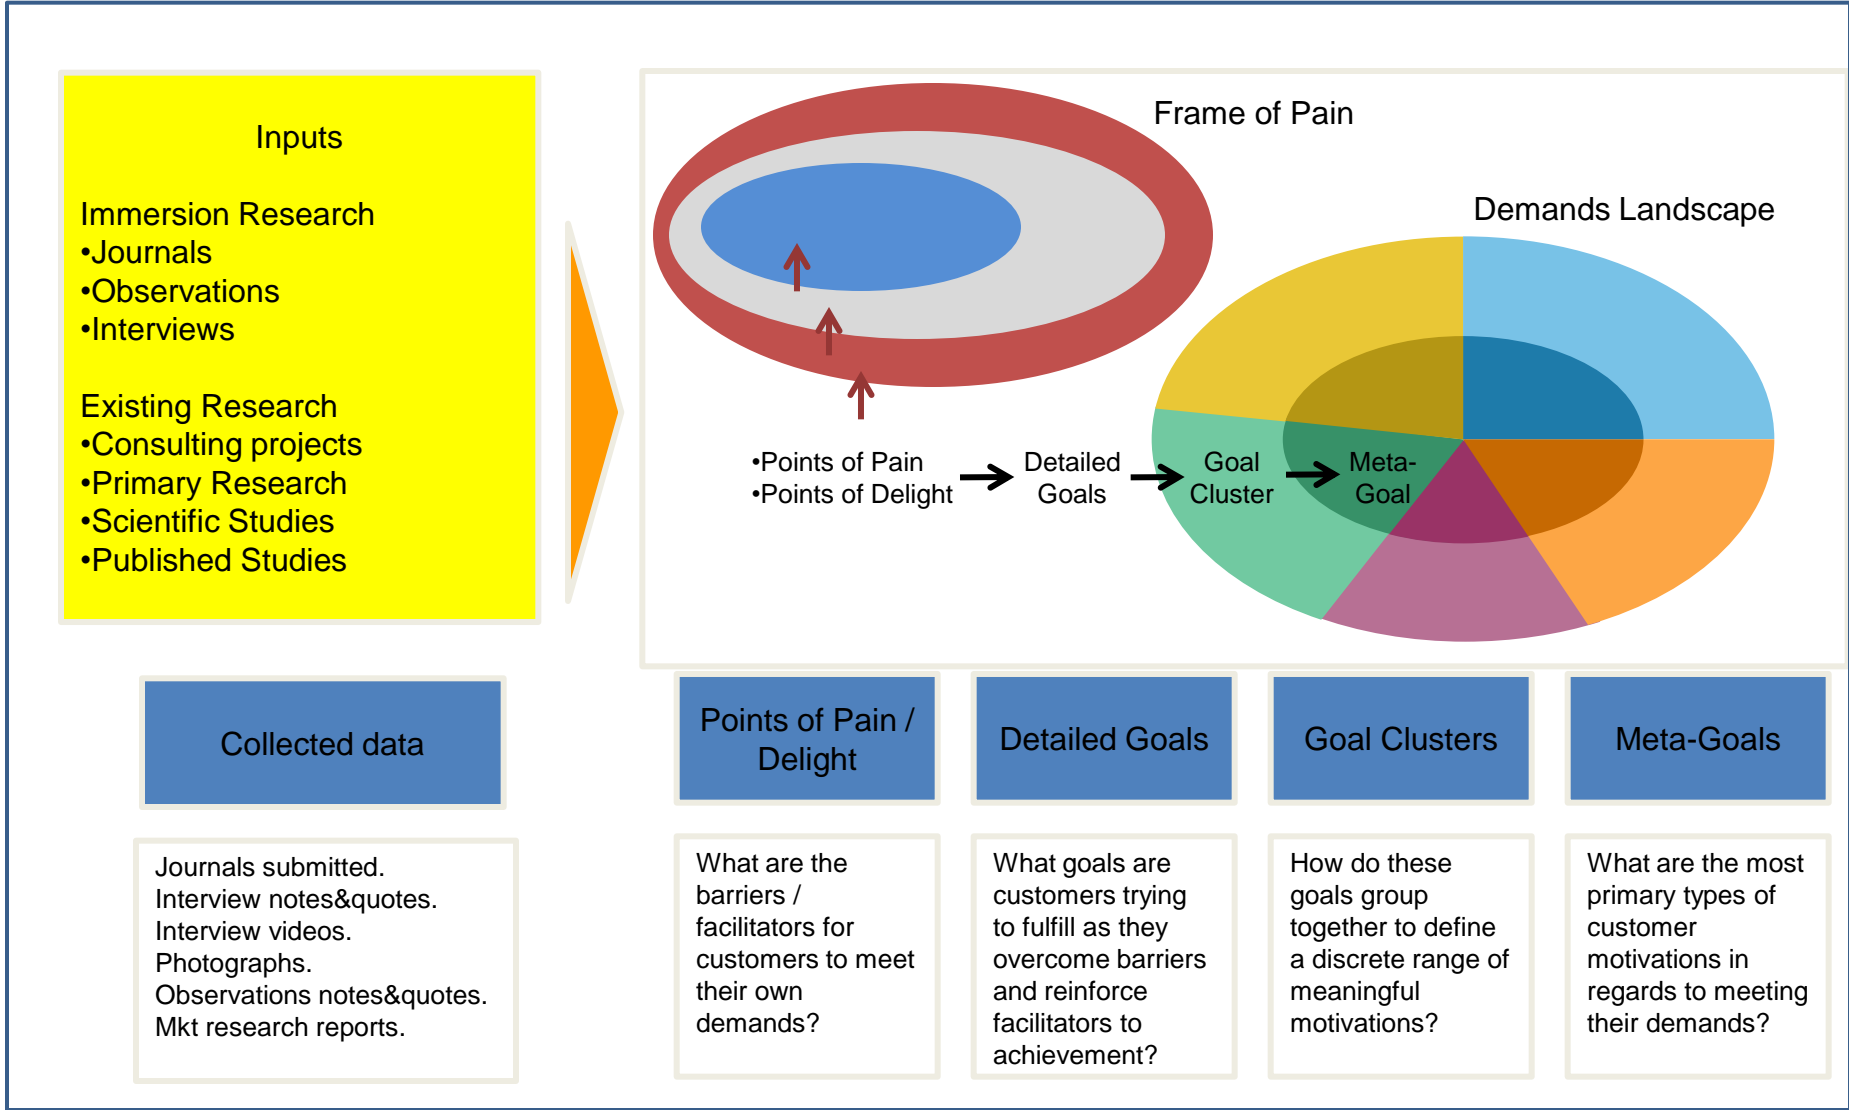 Inputs
Immersion Research
•Journals
•Observations
•Interviews
Existing Research
•Consulting projects
•Primary Research
•Scientific Studies
•Published Studies
Frame of Pain
Demands Landscape
•Points of Pain
•Points of Delight
Detailed
Goals
Goal
Cluster
Meta-
Goal
Collected data
Points of Pain /
Delight
Detailed Goals
Goal Clusters
Meta-Goals
Journals submitted.
Interview notes&quotes.
Interview videos.
Photographs.
Observations notes&quotes.
Mkt research reports.
What are the
barriers /
facilitators for
customers to meet
their own
demands?
What goals are
customers trying
to fulfill as they
overcome barriers
and reinforce
facilitators to
achievement?
How do these
goals group
together to define
a discrete range of
meaningful
motivations?
What are the most
primary types of
customer
motivations in
regards to meeting
their demands?